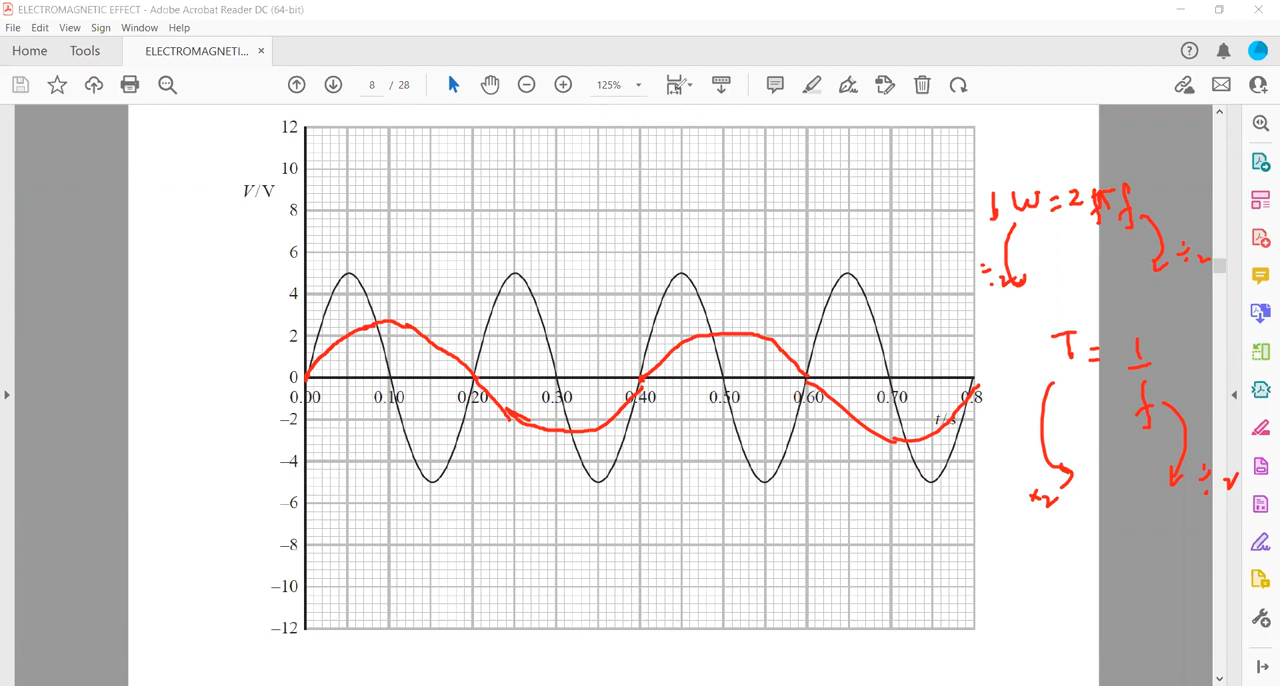 ELECTROMAGNETIC EFFECT - Adobe Acrobat Reader DC (64-bit)
File Edit View Sign Window Help
Home Tools ELECTROMAGNETI... ×
8 / 28 125%
12
10
V/V
8
6
4
2
0
0.00 0.10 0.20 0.30 0.40 0.50 0.60 0.70 0.8
t/s
−2
−4
−6
−8
−10
−12
↓ W = 2πf
÷2 ÷2
T = 1/f
×2 ÷2